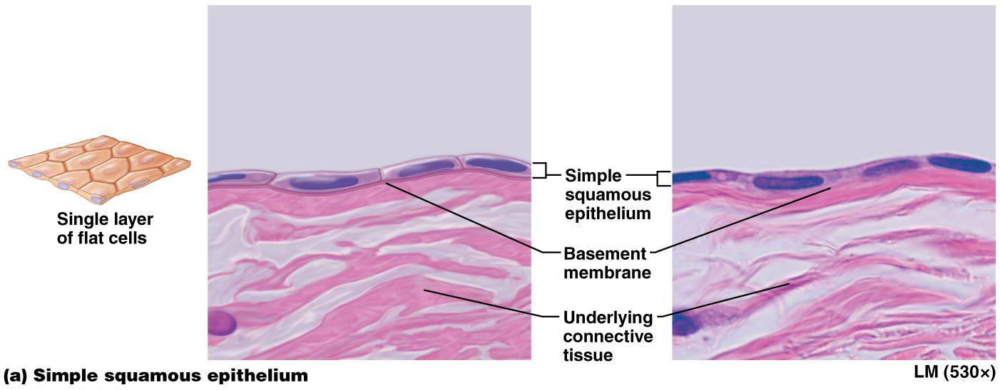 Single layer
of flat cells
Simple
squamous
epithelium
Basement
membrane
Underlying
connective
tissue
(a) Simple squamous epithelium
LM (530×)